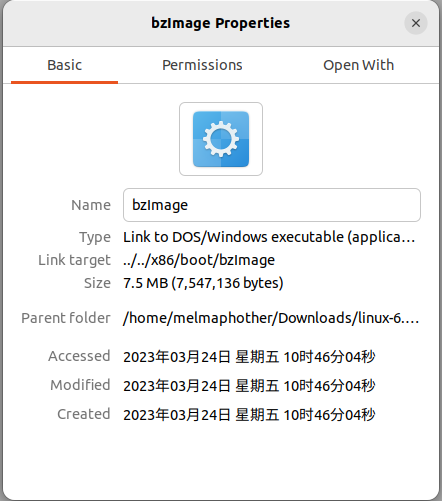 bzImage Properties
Basic Permissions Open With
Name bzImage
Type Link to DOS/Windows executable (applica…
Link target ../../x86/boot/bzImage
Size 7.5 MB (7,547,136 bytes)
Parent folder /home/melmaphother/Downloads/linux-6.…
Accessed 2023年03月24日 星期五 10时46分04秒
Modified 2023年03月24日 星期五 10时46分04秒
Created 2023年03月24日 星期五 10时46分04秒